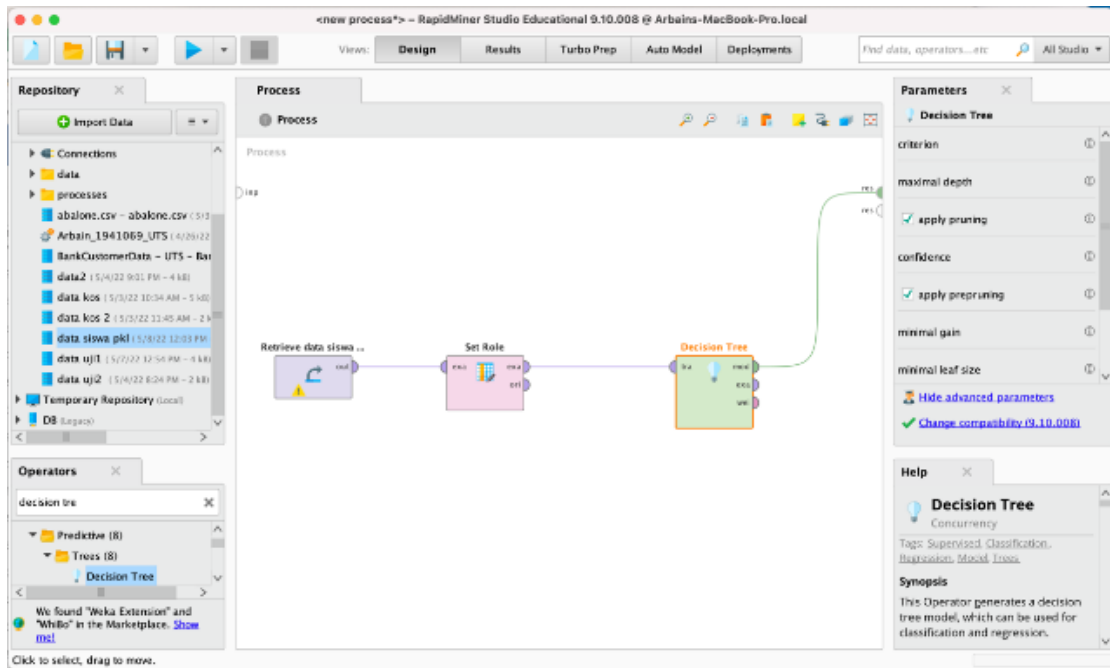 <new process*> – RapidMiner Studio Educational 9.10.008 @ Arbains-MacBook-Pro.local
Views: Design Results Turbo Prep Auto Model Deployments
Find data, operators...etc
All Studio
Repository
Import Data
Connections
data
processes
abalone.csv – abalone.csv (5/3
Arbain_1941069_UTS (4/26/22
BankCustomerData – UTS – Ban
data2 (5/4/22 9:01 PM – 4 kB)
data kos (5/3/22 10:34 AM – 5 kB)
data kos 2 (5/3/22 11:45 AM – 2 k
data siswa pkl (5/8/22 12:03 PM
data uji1 (5/7/22 12:54 PM – 4 kB)
data uji2 (5/4/22 8:24 PM – 2 kB)
Temporary Repository (Local)
DB (Legacy)
Operators
decision tre
Predictive (8)
Trees (8)
Decision Tree
We found "Weka Extension" and
"WhiBo" in the Marketplace. Show
me!
Click to select, drag to move.
Process
Process
Process
inp
res
res
Retrieve data siswa ...
out
Set Role
exa
exa
ori
Decision Tree
tra
mod
exa
wei
Parameters
Decision Tree
criterion
maximal depth
apply pruning
confidence
apply prepruning
minimal gain
minimal leaf size
Hide advanced parameters
Change compatibility (9.10.008)
Help
Decision Tree
Concurrency
Tags: Supervised, Classification,
Regression, Model, Trees
Synopsis
This Operator generates a decision
tree model, which can be used for
classification and regression.